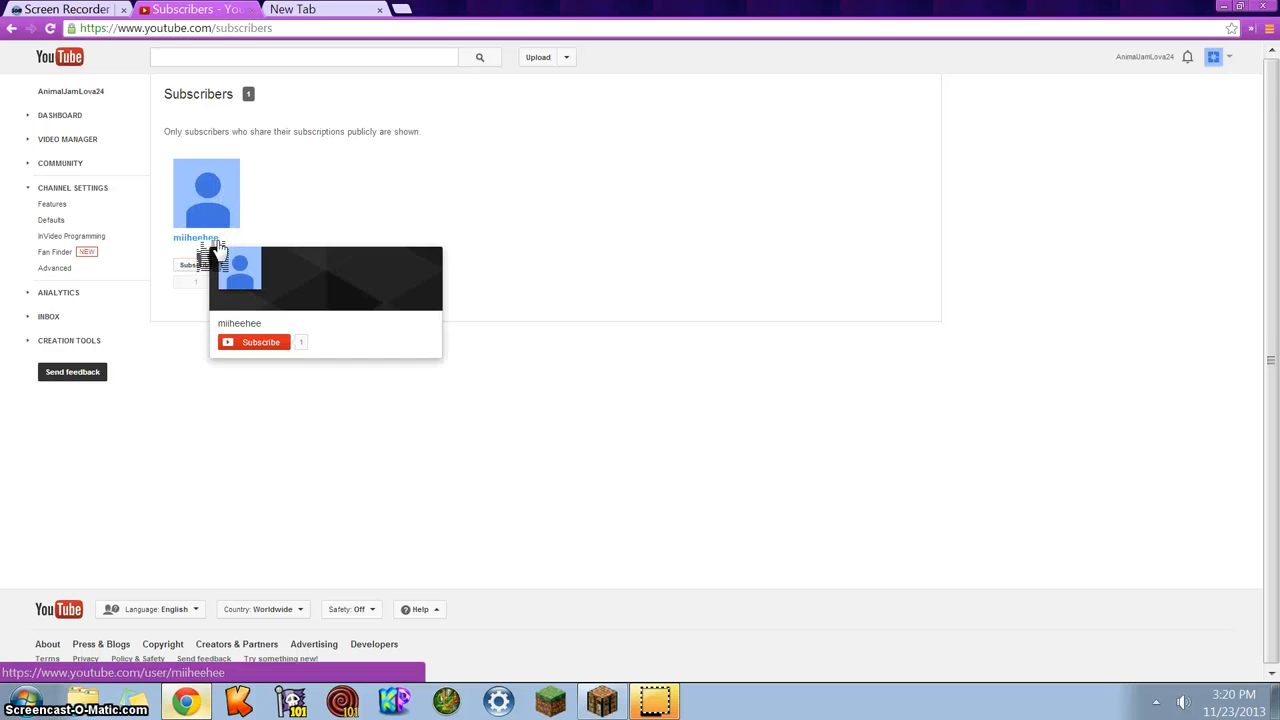 Screen Recorder
Subscribers - You
New Tab
https://www.youtube.com/subscribers
YouTube
Upload
AnimalJamLova24
AnimalJamLova24
DASHBOARD
VIDEO MANAGER
COMMUNITY
CHANNEL SETTINGS
Features
Defaults
InVideo Programming
Fan Finder NEW
Advanced
ANALYTICS
INBOX
CREATION TOOLS
Send feedback
Subscribers 1
Only subscribers who share their subscriptions publicly are shown.
miiheehee
Subs
1
miiheehee
Subscribe 1
YouTube
Language: English
Country: Worldwide
Safety: Off
Help
About Press & Blogs Copyright Creators & Partners Advertising Developers
Terms Privacy Policy & Safety Send feedback Try something new!
https://www.youtube.com/user/miiheehee
Screencast-O-Matic.com
101
101
3:20 PM
11/23/2013